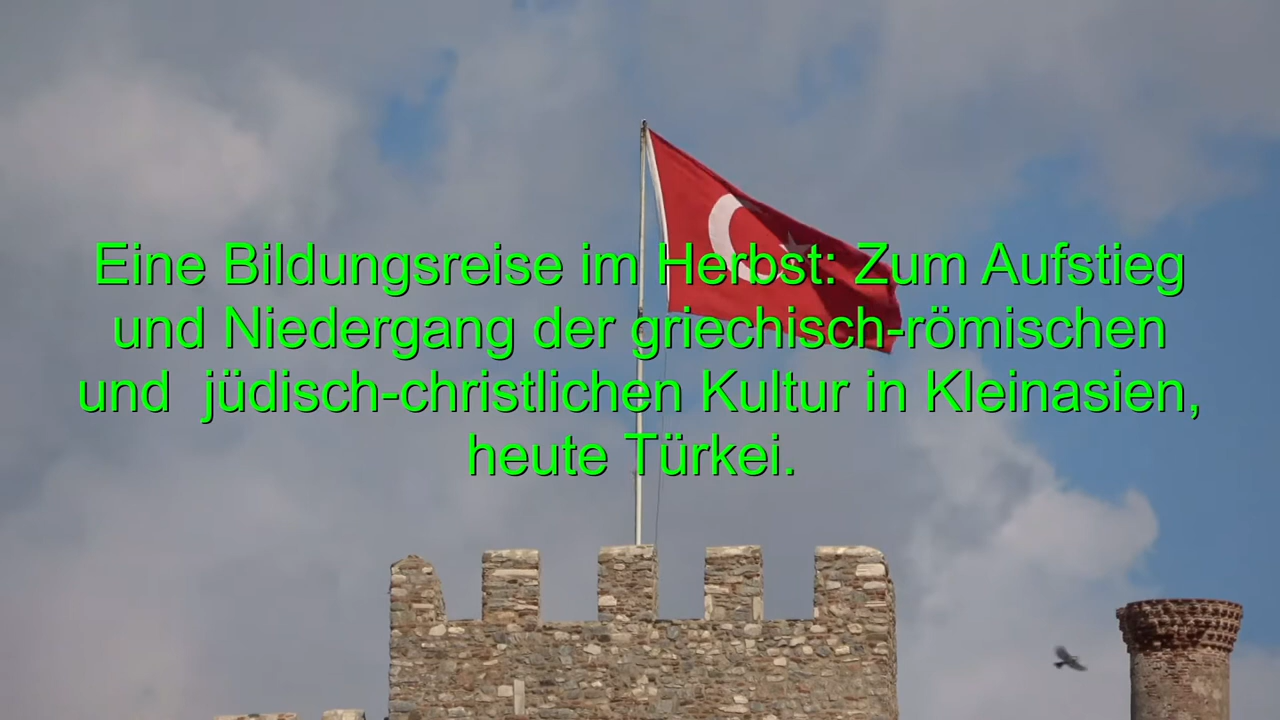 Eine Bildungsreise im Herbst: Zum Aufstieg
und Niedergang der griechisch-römischen
und  jüdisch-christlichen Kultur in Kleinasien,
heute Türkei.